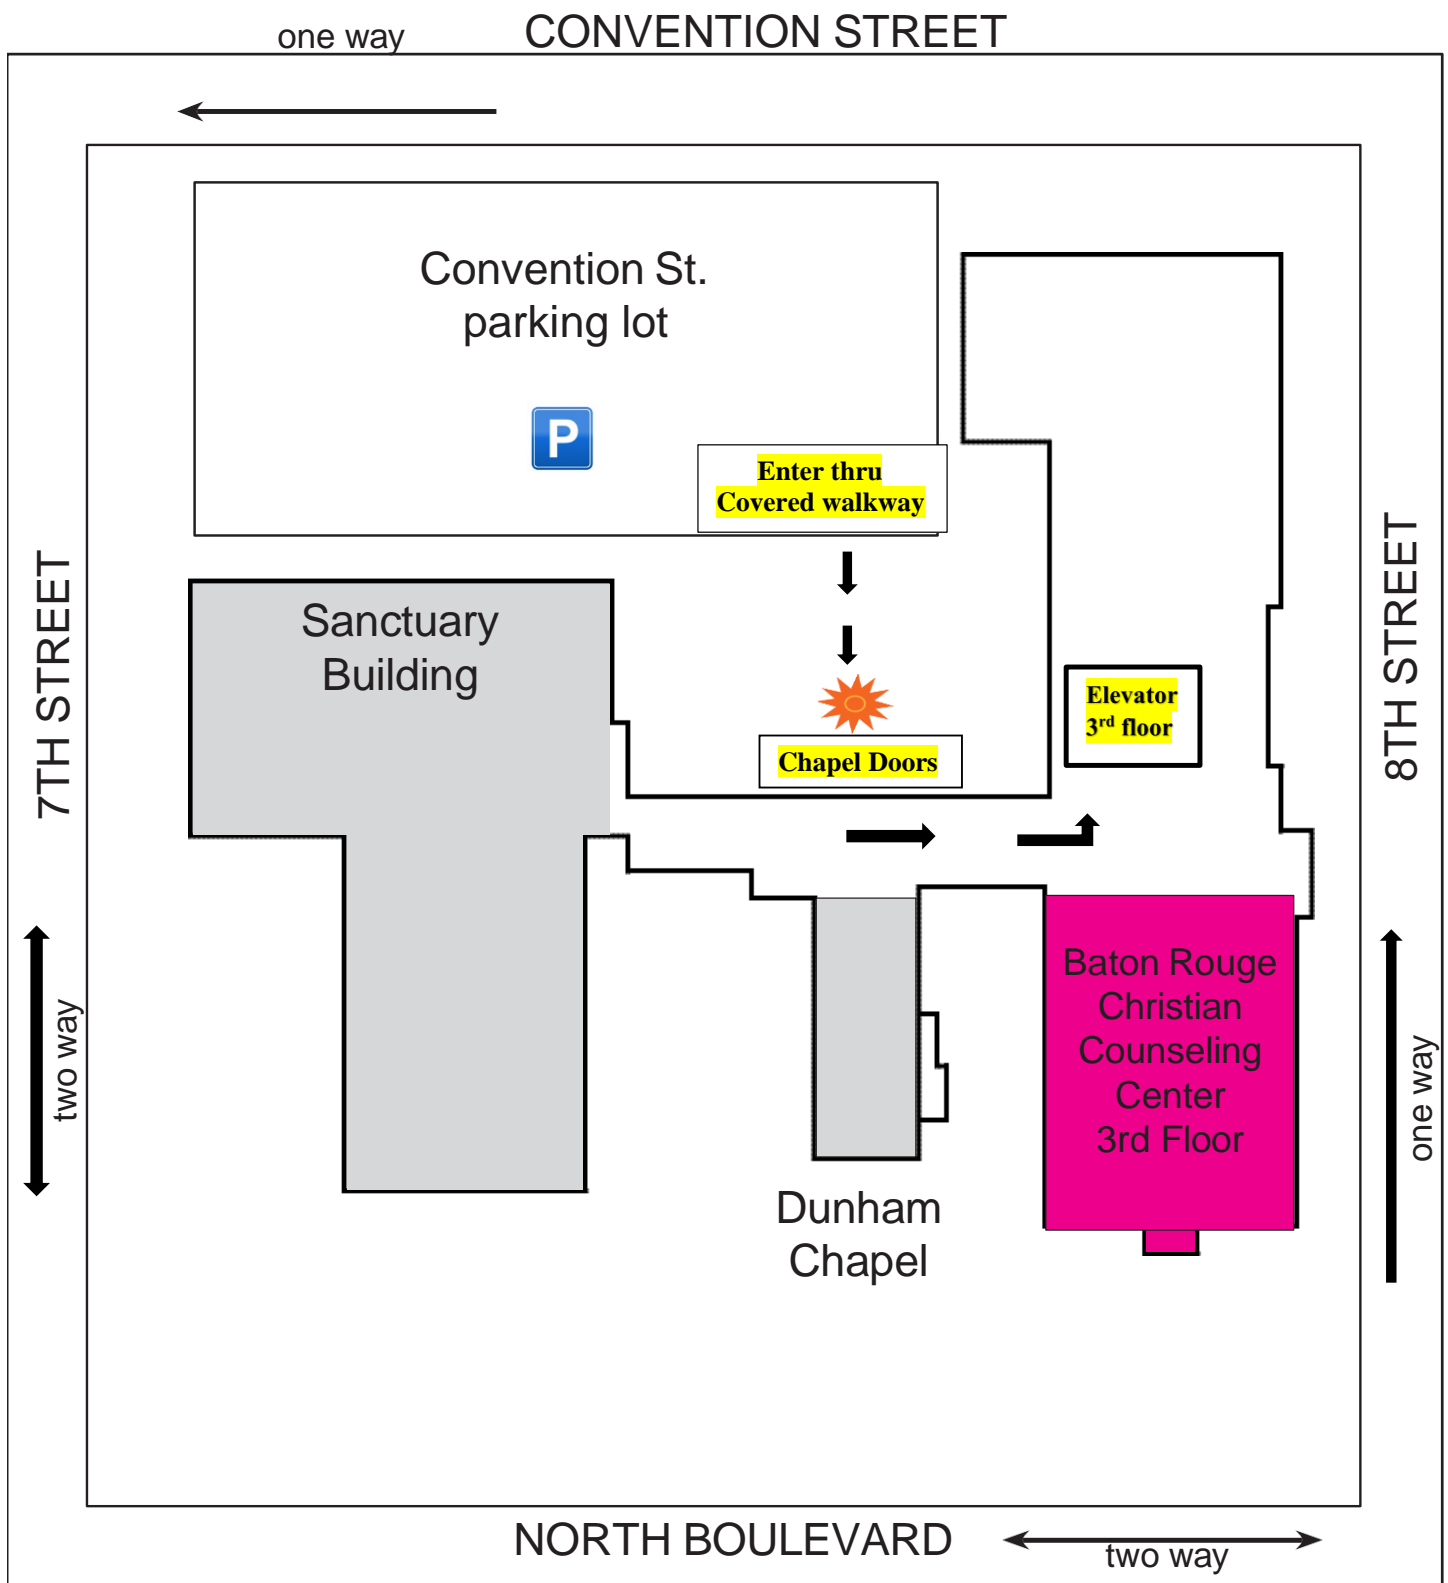 one way
CONVENTION STREET
Convention St.
parking lot
P
Enter thru
Covered walkway
7TH STREET
8TH STREET
Sanctuary
Building
Elevator
3rd floor
Chapel Doors
two way
one way
Baton Rouge
Christian
Counseling
Center
3rd Floor
Dunham
Chapel
NORTH BOULEVARD
two way